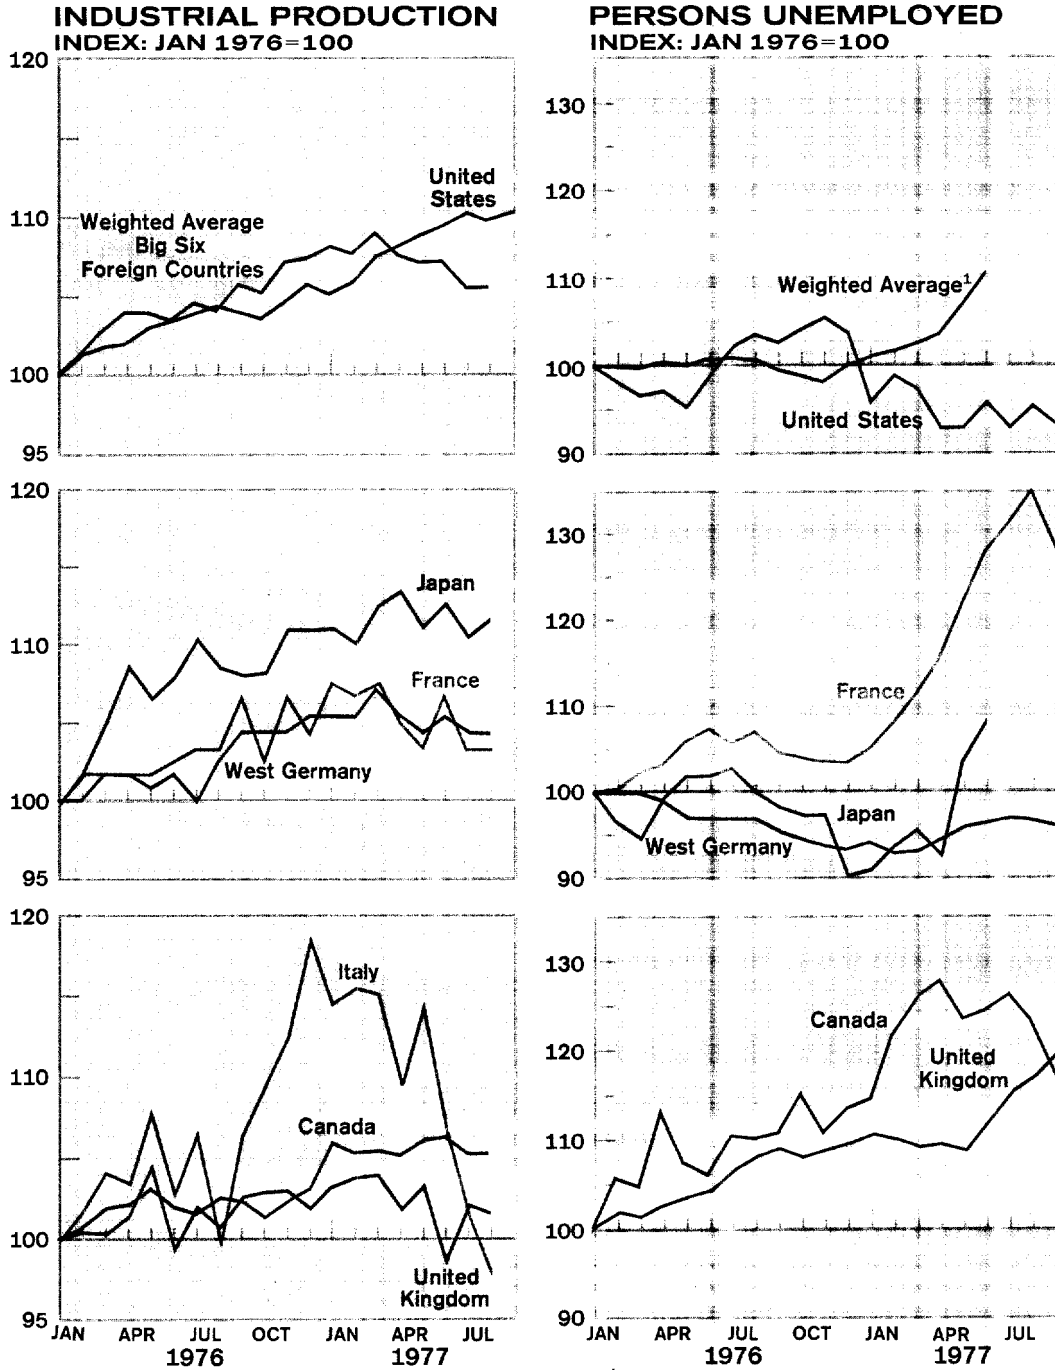 INDUSTRIAL PRODUCTION
INDEX: JAN 1976=100
120
110
100
95
United
States
Weighted Average
Big Six
Foreign Countries
120
110
100
95
Japan
France
West Germany
120
110
100
95
Italy
Canada
United
Kingdom
JAN APR JUL OCT JAN APR JUL
1976 1977
PERSONS UNEMPLOYED
INDEX: JAN 1976=100
130
120
110
100
90
Weighted Average¹
United States
130
120
110
100
90
France
Japan
West Germany
130
120
110
100
90
Canada
United
Kingdom
JAN JUL OCT JAN APR JUL
1976 1977